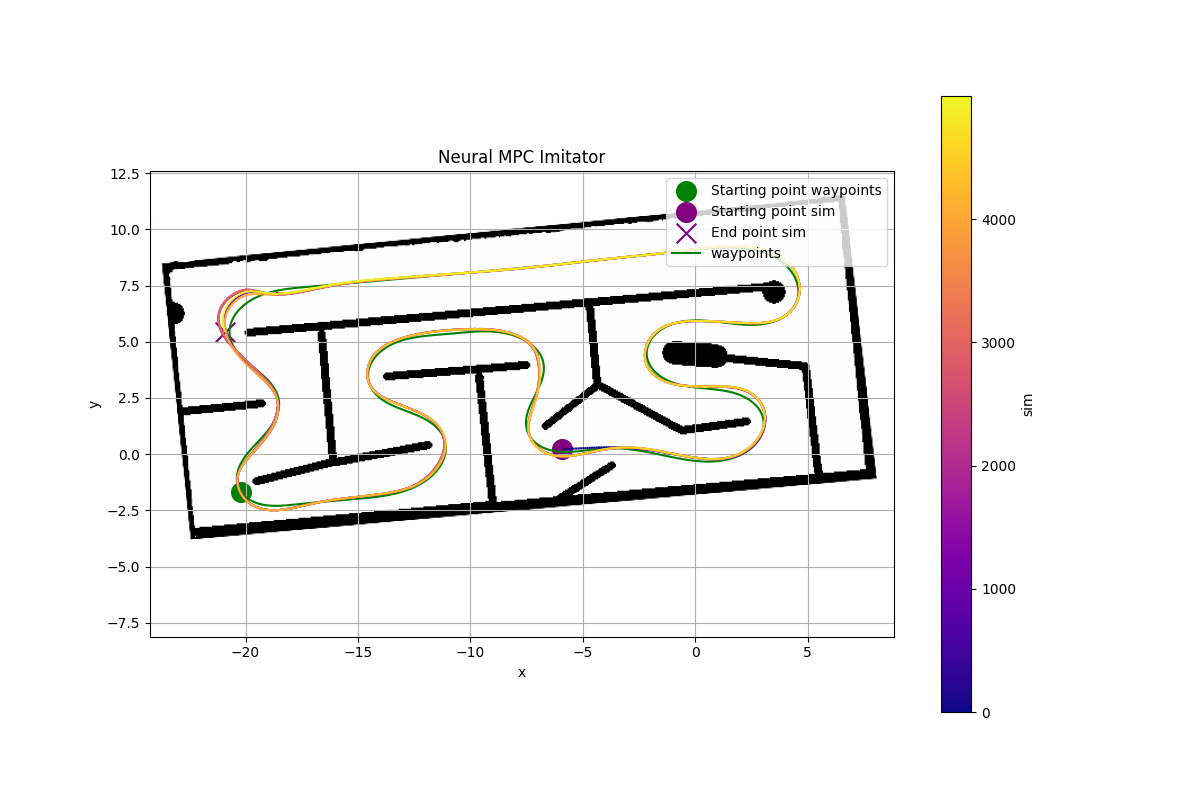 Neural MPC Imitator
Starting point waypoints
Starting point sim
End point sim
waypoints
12.5
10.0
7.5
5.0
2.5
0.0
−2.5
−5.0
−7.5
y
−20
−15
−10
−5
0
5
x
4000
3000
2000
1000
0
sim